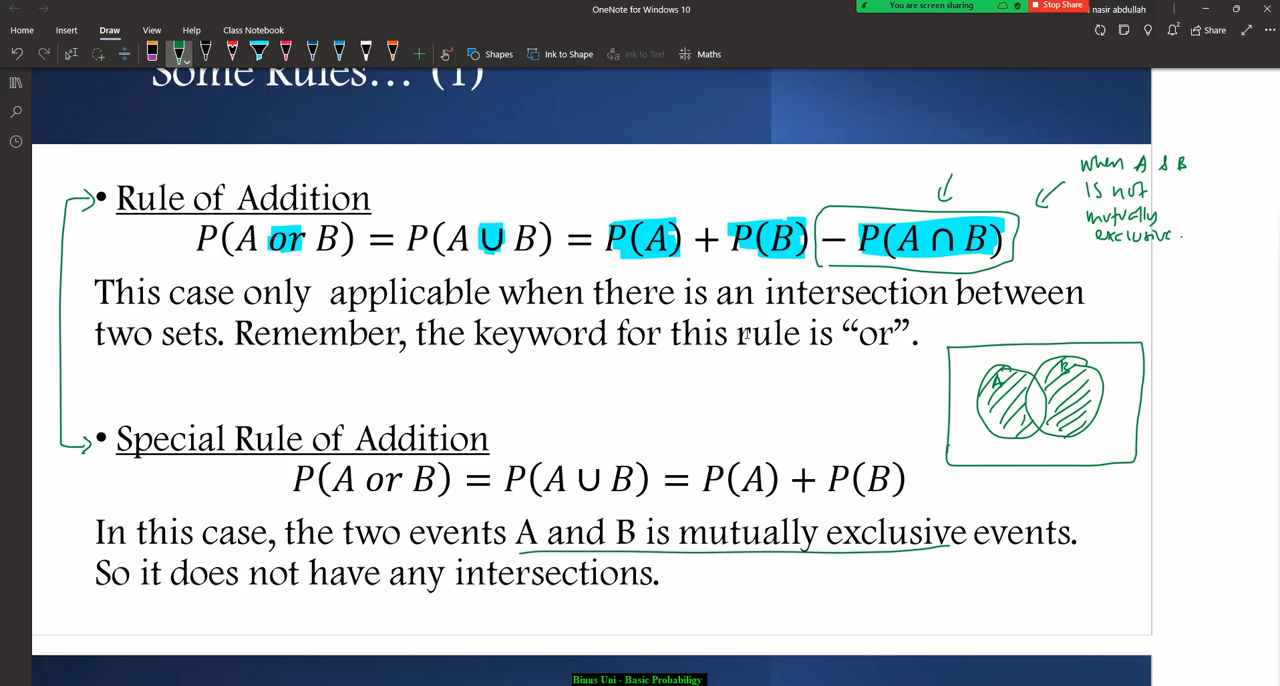 OneNote for Windows 10
You are screen sharing
Stop Share
nasir abdullah
Home Insert Draw View Help Class Notebook
Share
Shapes Ink to Shape Ink to Text Maths
Some Rules… (1)
• Rule of Addition
P(A or B) = P(A ∪ B) = P(A) + P(B) − P(A ∩ B)
when A & B
is not
mutually
exclusive.
This case only applicable when there is an intersection between
two sets. Remember, the keyword for this rule is “or”.
A B
• Special Rule of Addition
P(A or B) = P(A ∪ B) = P(A) + P(B)
In this case, the two events A and B is mutually exclusive events.
So it does not have any intersections.
Binus Uni - Basic Probabiligy